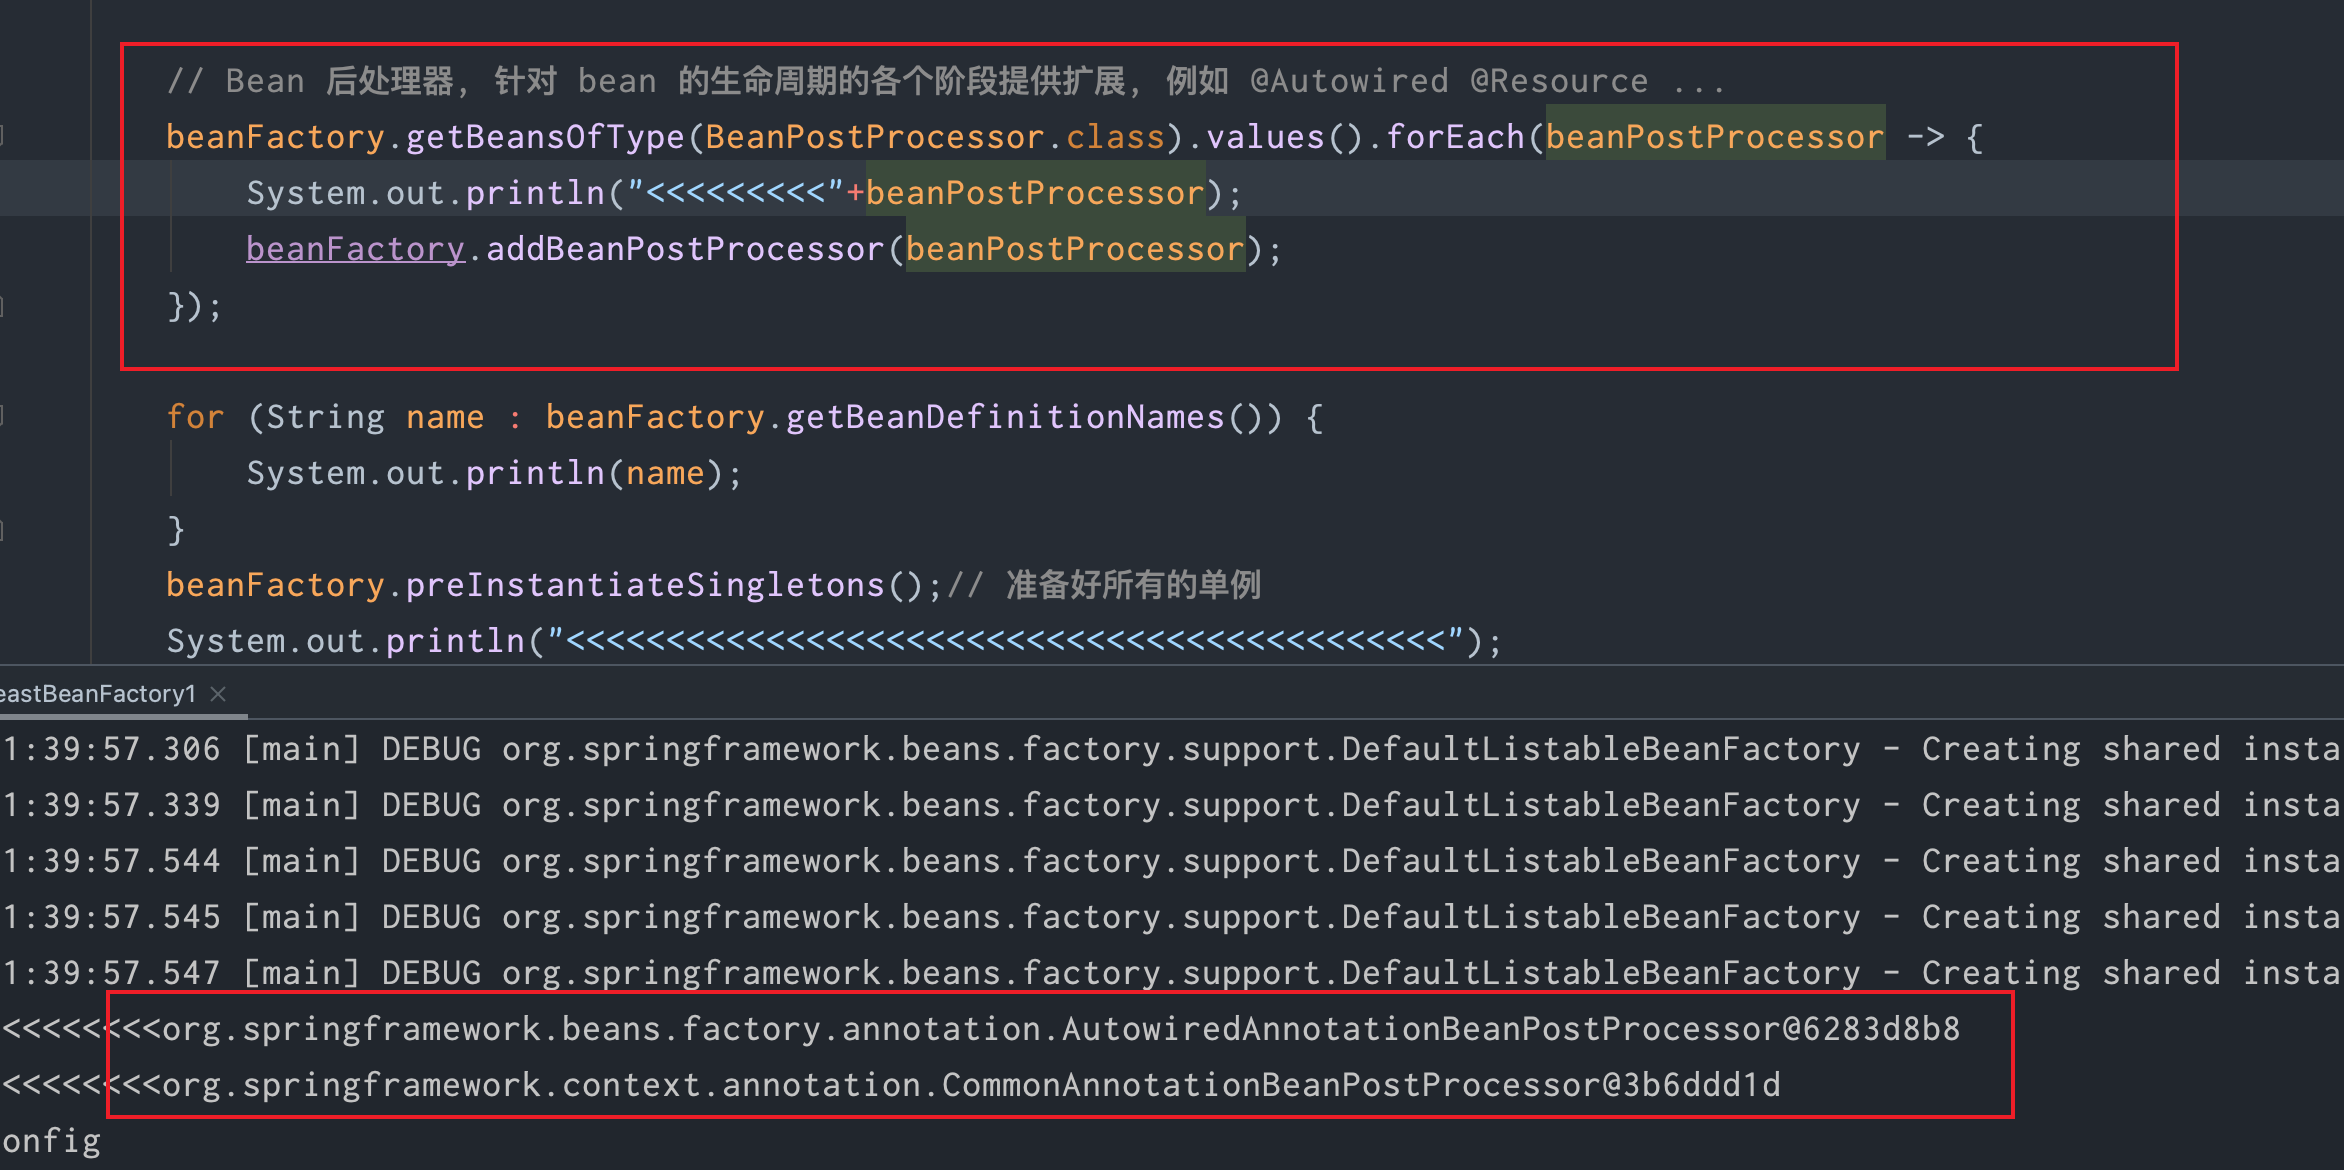 // Bean 后处理器, 针对 bean 的生命周期的各个阶段提供扩展, 例如 @Autowired @Resource ...
beanFactory.getBeansOfType(BeanPostProcessor.class).values().forEach(beanPostProcessor -> {
System.out.println("<<<<<<<<<"+beanPostProcessor);
beanFactory.addBeanPostProcessor(beanPostProcessor);
});
for (String name : beanFactory.getBeanDefinitionNames()) {
System.out.println(name);
}
beanFactory.preInstantiateSingletons();// 准备好所有的单例
System.out.println("<<<<<<<<<<<<<<<<<<<<<<<<<<<<<<<<<<<<<<<<<<<<");
eastBeanFactory1 ×
1:39:57.306 [main] DEBUG org.springframework.beans.factory.support.DefaultListableBeanFactory - Creating shared insta
1:39:57.339 [main] DEBUG org.springframework.beans.factory.support.DefaultListableBeanFactory - Creating shared insta
1:39:57.544 [main] DEBUG org.springframework.beans.factory.support.DefaultListableBeanFactory - Creating shared insta
1:39:57.545 [main] DEBUG org.springframework.beans.factory.support.DefaultListableBeanFactory - Creating shared insta
1:39:57.547 [main] DEBUG org.springframework.beans.factory.support.DefaultListableBeanFactory - Creating shared insta
<<<<<<<<org.springframework.beans.factory.annotation.AutowiredAnnotationBeanPostProcessor@6283d8b8
<<<<<<<<org.springframework.context.annotation.CommonAnnotationBeanPostProcessor@3b6ddd1d
onfig